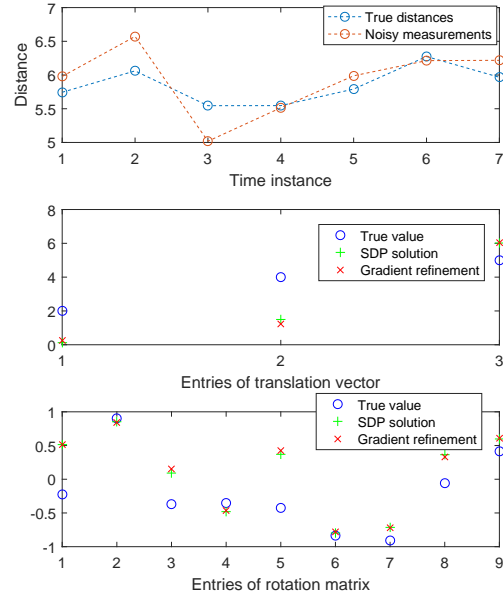 7
6.5
6
5.5
5
Distance
True distances
Noisy measurements
1 2 3 4 5 6 7
Time instance
8
6
4
2
0
True value
SDP solution
Gradient refinement
1 2 3
Entries of translation vector
1
0.5
0
-0.5
-1
True value
SDP solution
Gradient refinement
1 2 3 4 5 6 7 8 9
Entries of rotation matrix